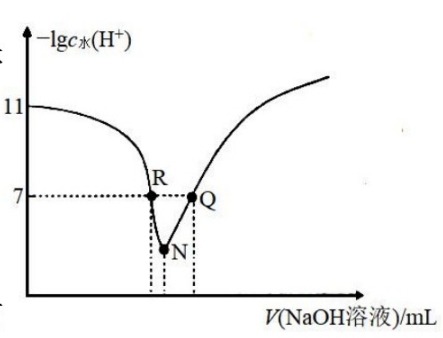 −lgc水(H⁺)
11
R
7
Q
N
V(NaOH溶液)/mL